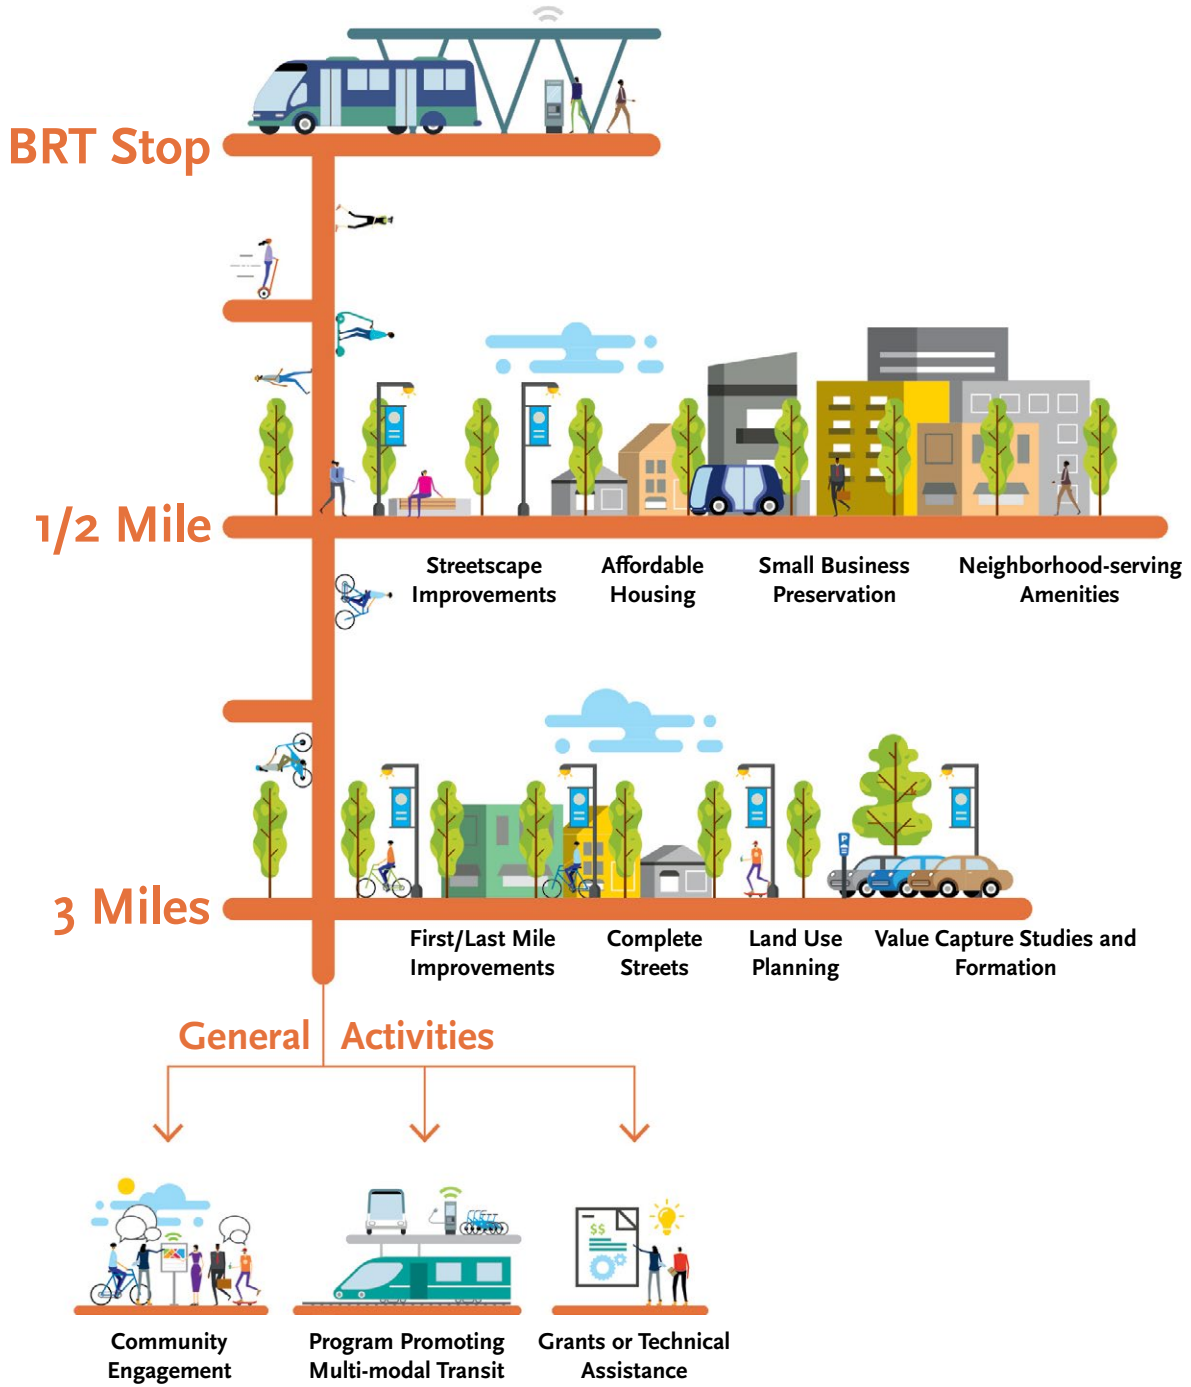 BRT Stop
1/2 Mile
Streetscape
Improvements
Affordable
Housing
Small Business
Preservation
Neighborhood-serving
Amenities
P
3 Miles
First/Last Mile
Improvements
Complete
Streets
Land Use
Planning
Value Capture Studies and
Formation
General Activities
$$
Community
Engagement
Program Promoting
Multi-modal Transit
Grants or Technical
Assistance